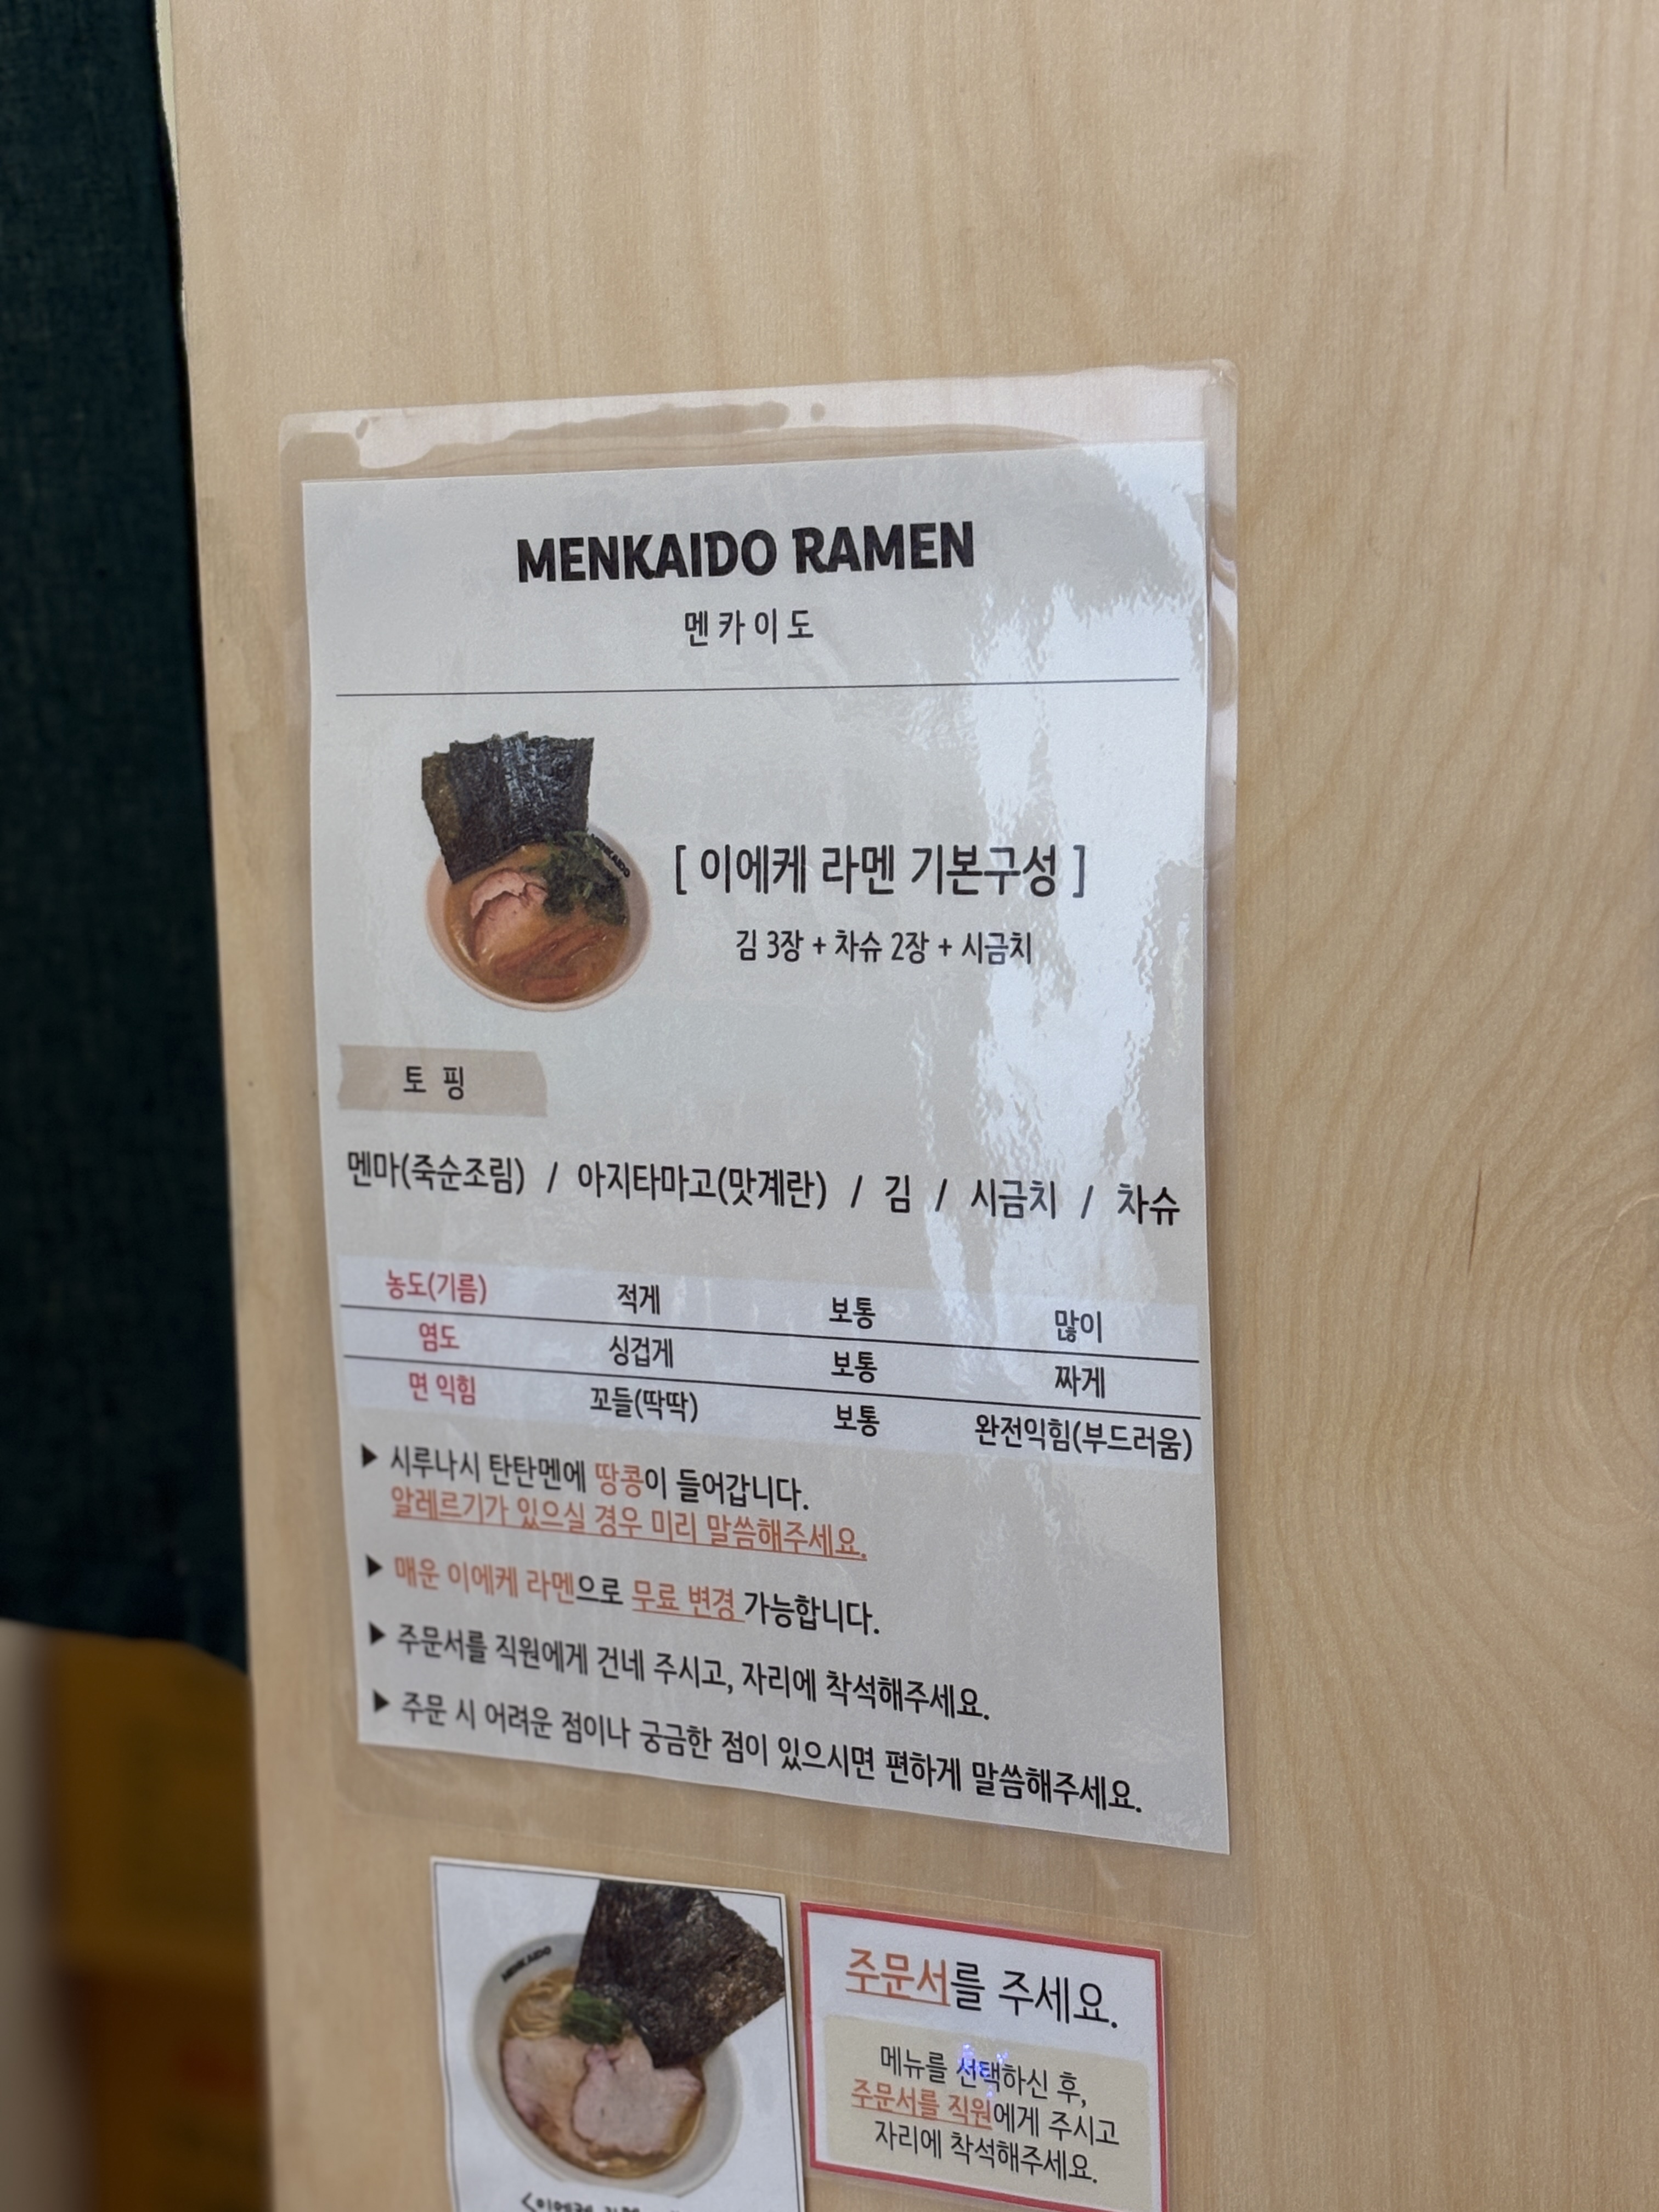 MENKAIDO RAMEN
멘카이도
MENKAIDO
[ 이에케 라멘 기본구성 ]
김 3장 + 차슈 2장 + 시금치
토 핑
멘마(죽순조림) / 아지타마고(맛계란) / 김 / 시금치 / 차슈
농도(기름) 적게 보통 많이
염도 싱겁게 보통 짜게
면 익힘 꼬들(딱딱) 보통 완전익힘(부드러움)
▶ 시루나시 탄탄멘에 땅콩이 들어갑니다.
알레르기가 있으실 경우 미리 말씀해주세요.
▶ 매운 이에케 라멘으로 무료 변경 가능합니다.
▶ 주문서를 직원에게 건네 주시고, 자리에 착석해주세요.
▶ 주문 시 어려운 점이나 궁금한 점이 있으시면 편하게 말씀해주세요.
MENKAIDO
주문서를 주세요.
메뉴를 선택하신 후,
주문서를 직원에게 주시고
자리에 착석해주세요.